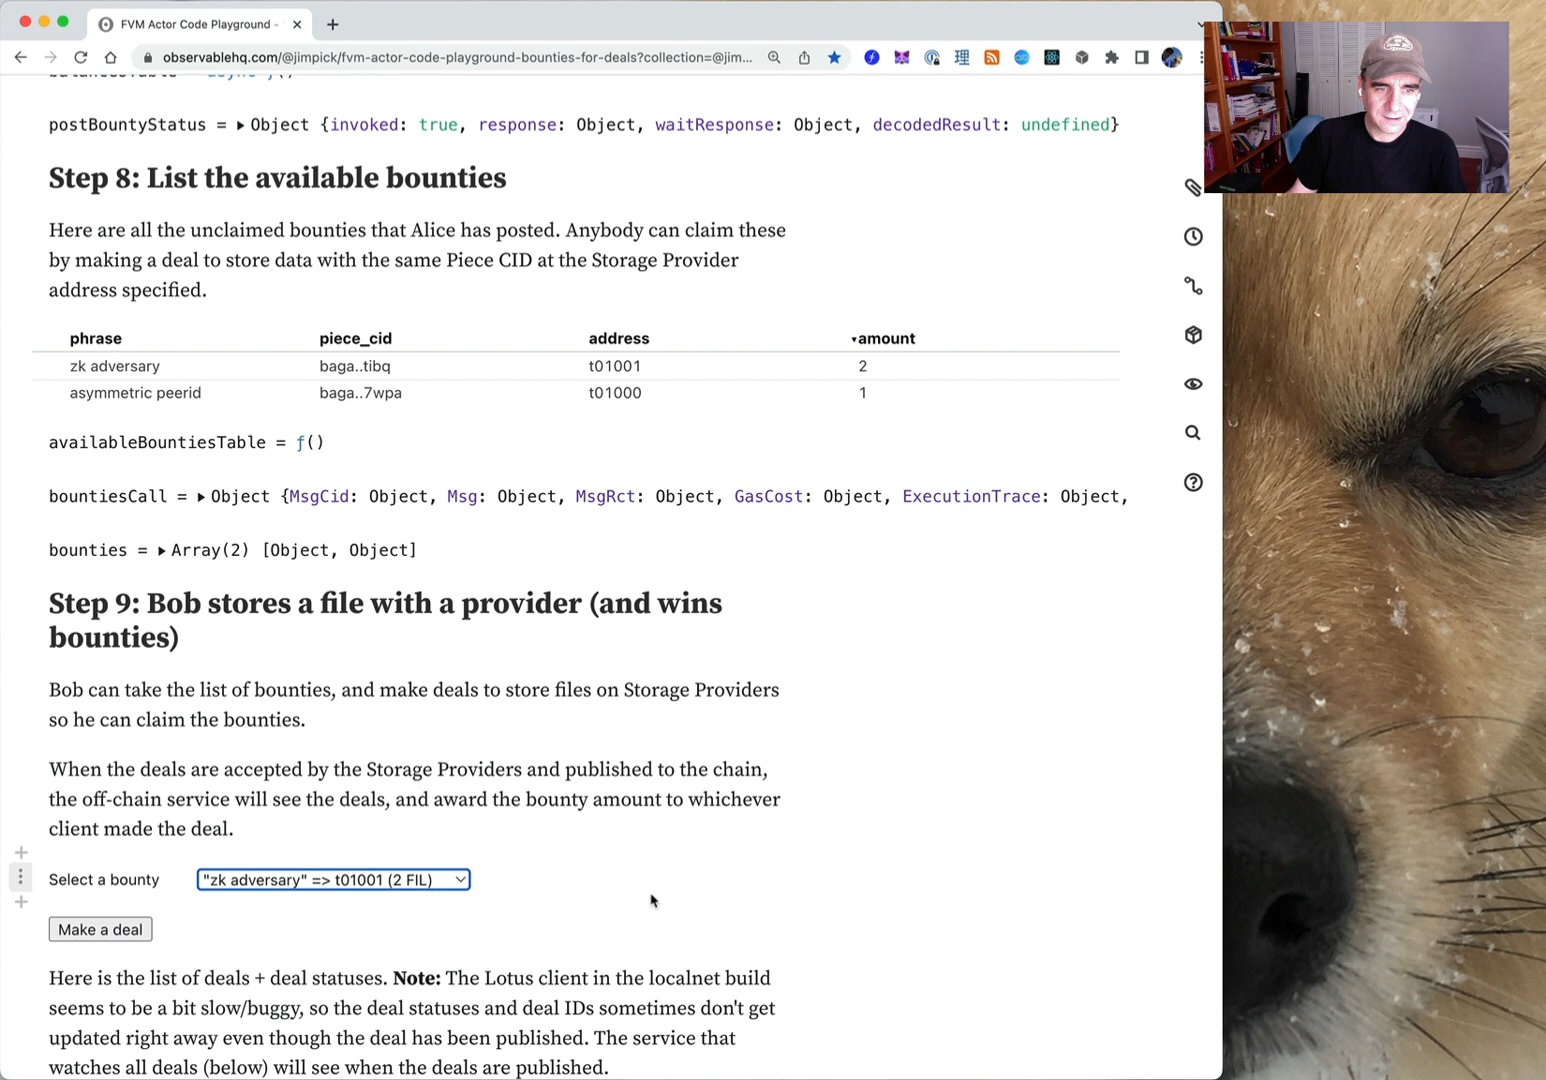 FVM Actor Code Playground -
observablehq.com/@jimpick/fvm-actor-code-playground-bounties-for-deals?collection=@jim...
postBountyStatus = ▸ Object {invoked: true, response: Object, waitResponse: Object, decodedResult: undefined}
Step 8: List the available bounties
Here are all the unclaimed bounties that Alice has posted. Anybody can claim these
by making a deal to store data with the same Piece CID at the Storage Provider
address specified.
phrase piece_cid address ▾amount
zk adversary baga..tibq t01001 2
asymmetric peerid baga..7wpa t01000 1
availableBountiesTable = ƒ()
bountiesCall = ▸ Object {MsgCid: Object, Msg: Object, MsgRct: Object, GasCost: Object, ExecutionTrace: Object,
bounties = ▸ Array(2) [Object, Object]
Step 9: Bob stores a file with a provider (and wins
bounties)
Bob can take the list of bounties, and make deals to store files on Storage Providers
so he can claim the bounties.
When the deals are accepted by the Storage Providers and published to the chain,
the off-chain service will see the deals, and award the bounty amount to whichever
client made the deal.
Select a bounty "zk adversary" => t01001 (2 FIL)
Make a deal
Here is the list of deals + deal statuses. Note: The Lotus client in the localnet build
seems to be a bit slow/buggy, so the deal statuses and deal IDs sometimes don't get
updated right away even though the deal has been published. The service that
watches all deals (below) will see when the deals are published.